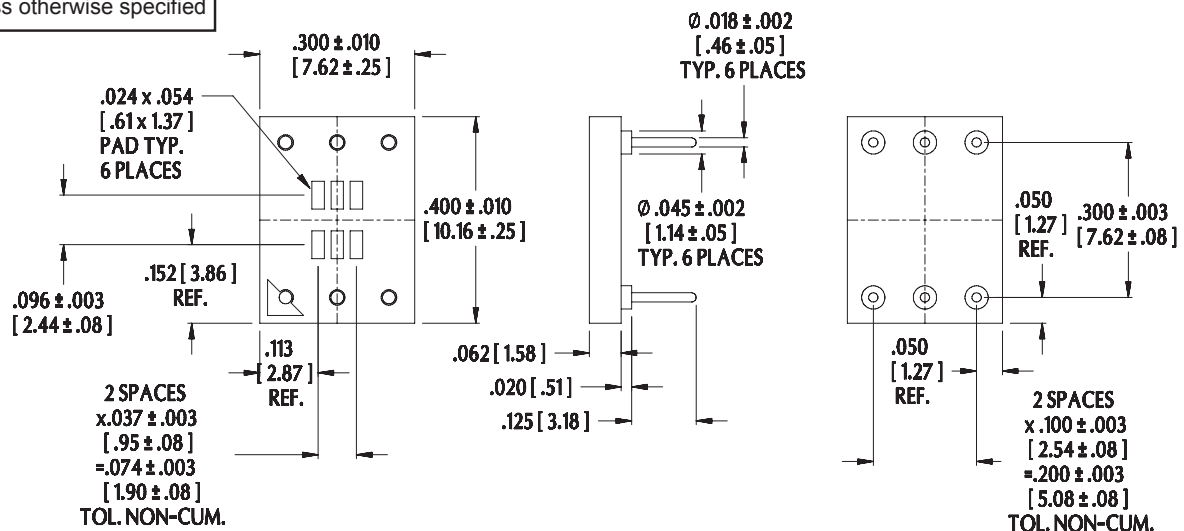 s otherwise specified
.300 ± .010
[ 7.62 ± .25 ]
.024 x .054
[ .61 x 1.37 ]
PAD TYP.
6 PLACES
.400 ± .010
[ 10.16 ± .25 ]
.152 [ 3.86 ]
REF.
.096 ± .003
[ 2.44 ± .08 ]
.113
[ 2.87 ]
REF.
2 SPACES
x.037 ± .003
[ .95 ± .08 ]
=.074 ± .003
[ 1.90 ± .08 ]
TOL. NON-CUM.
Ø .018 ± .002
[ .46 ± .05 ]
TYP. 6 PLACES
Ø .045 ± .002
[ 1.14 ± .05 ]
TYP. 6 PLACES
.062 [ 1.58 ]
.020 [ .51 ]
.125 [ 3.18 ]
.050
[ 1.27 ]
REF.
.300 ± .003
[ 7.62 ± .08 ]
.050
[ 1.27 ]
REF.
2 SPACES
x .100 ± .003
[ 2.54 ± .08 ]
=.200 ± .003
[ 5.08 ± .08 ]
TOL. NON-CUM.